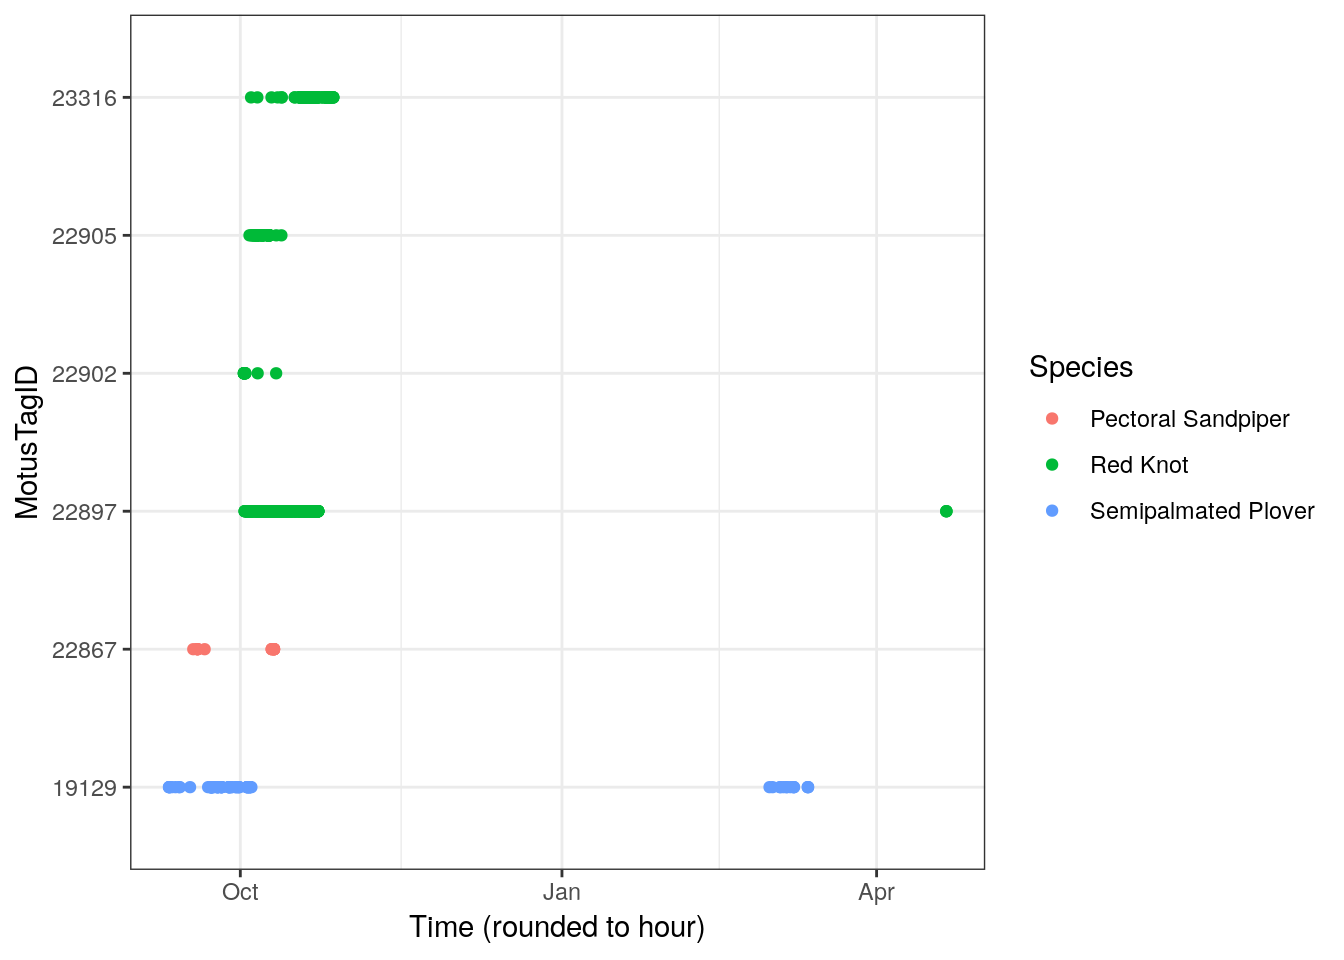 23316
22905
22902
22897
22867
19129
MotusTagID
Oct
Jan
Apr
Time (rounded to hour)
Species
Pectoral Sandpiper
Red Knot
Semipalmated Plover